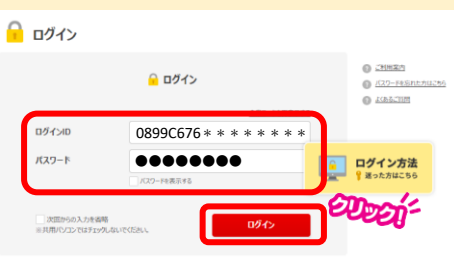 ログイン
ログイン
ご利用案内
パスワードを忘れた方はこちら
よくあるご質問
ログインID
0899C676＊＊＊＊＊＊＊＊
パスワード
●●●●●●●●
パスワードを表示する
ログイン方法
迷った方はこちら
クリック!
次回からの入力を省略
※共用パソコンではチェックしないでください。
ログイン